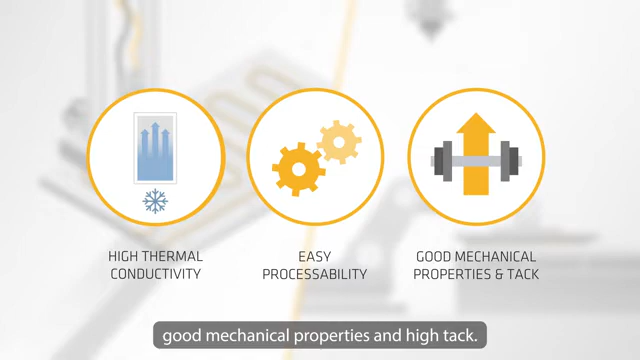 HIGH THERMAL
CONDUCTIVITY
EASY
PROCESSABILITY
GOOD MECHANICAL
PROPERTIES & TACK
good mechanical properties and high tack.